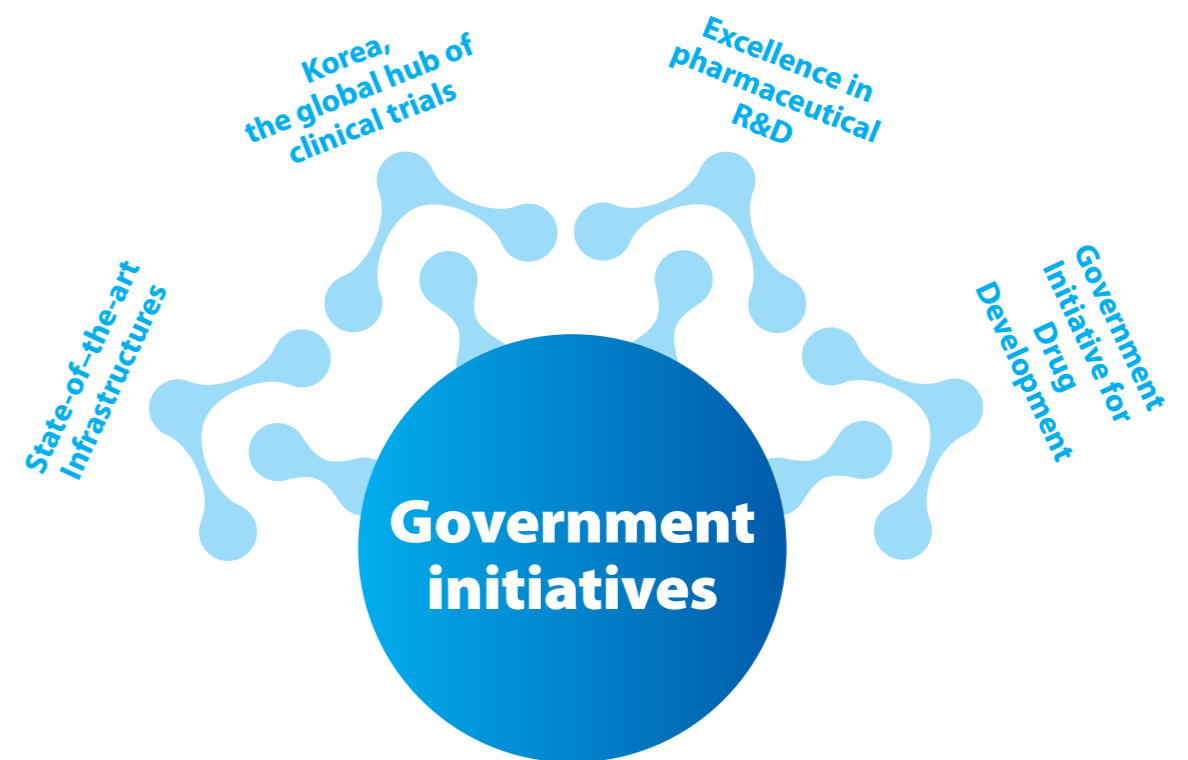 State-of–the-art
Infrastructures
Korea,
the global hub of
clinical trials
Excellence in
pharmaceutical
R&D
Government
Initiative for
Drug
Development
Government
initiatives